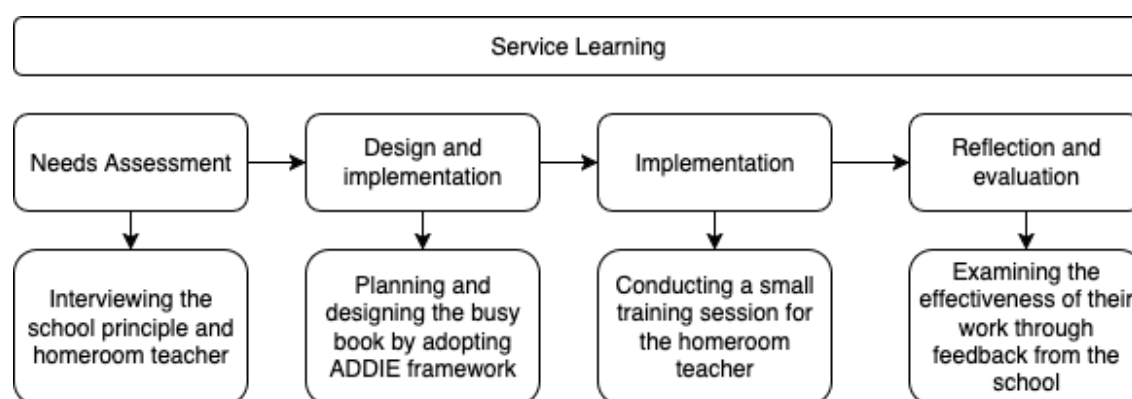 Service Learning
Needs Assessment
Design and
implementation
Implementation
Reflection and
evaluation
Interviewing the
school principle and
homeroom teacher
Planning and
designing the busy
book by adopting
ADDIE framework
Conducting a small
training session for
the homeroom
teacher
Examining the
effectiveness of their
work through
feedback from the
school